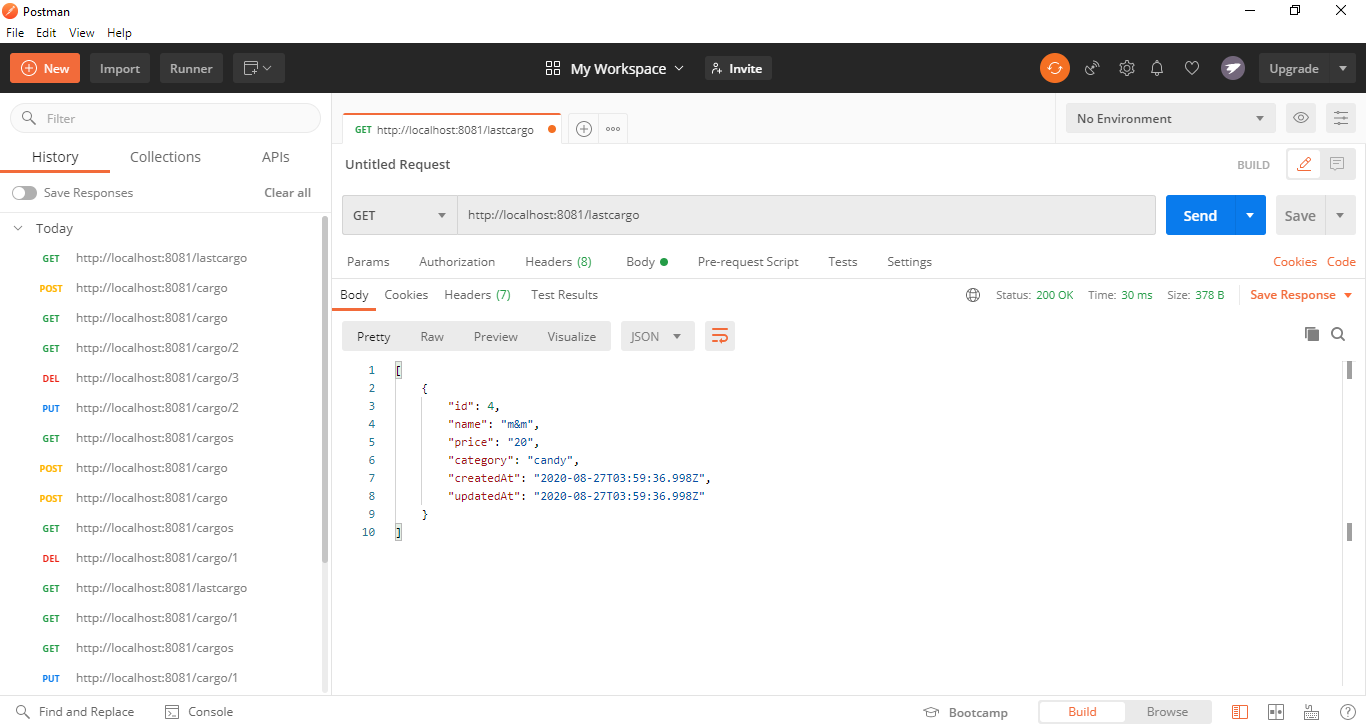 Postman
File Edit View Help
New Import Runner My Workspace Invite Upgrade
Filter
History Collections APIs
Save Responses Clear all
Today
GET http://localhost:8081/lastcargo
POST http://localhost:8081/cargo
GET http://localhost:8081/cargo
GET http://localhost:8081/cargo/2
DEL http://localhost:8081/cargo/3
PUT http://localhost:8081/cargo/2
GET http://localhost:8081/cargos
POST http://localhost:8081/cargo
POST http://localhost:8081/cargo
GET http://localhost:8081/cargos
DEL http://localhost:8081/cargo/1
GET http://localhost:8081/lastcargo
GET http://localhost:8081/cargo/1
GET http://localhost:8081/cargos
PUT http://localhost:8081/cargo/1
GET http://localhost:8081/lastcargo
No Environment
Untitled Request BUILD
GET http://localhost:8081/lastcargo Send Save
Params Authorization Headers (8) Body Pre-request Script Tests Settings Cookies Code
Body Cookies Headers (7) Test Results Status: 200 OK Time: 30 ms Size: 378 B Save Response
Pretty Raw Preview Visualize JSON
1 [
2 {
3 "id": 4,
4 "name": "m&m",
5 "price": "20",
6 "category": "candy",
7 "createdAt": "2020-08-27T03:59:36.998Z",
8 "updatedAt": "2020-08-27T03:59:36.998Z"
9 }
10 ]
Find and Replace Console Bootcamp Build Browse